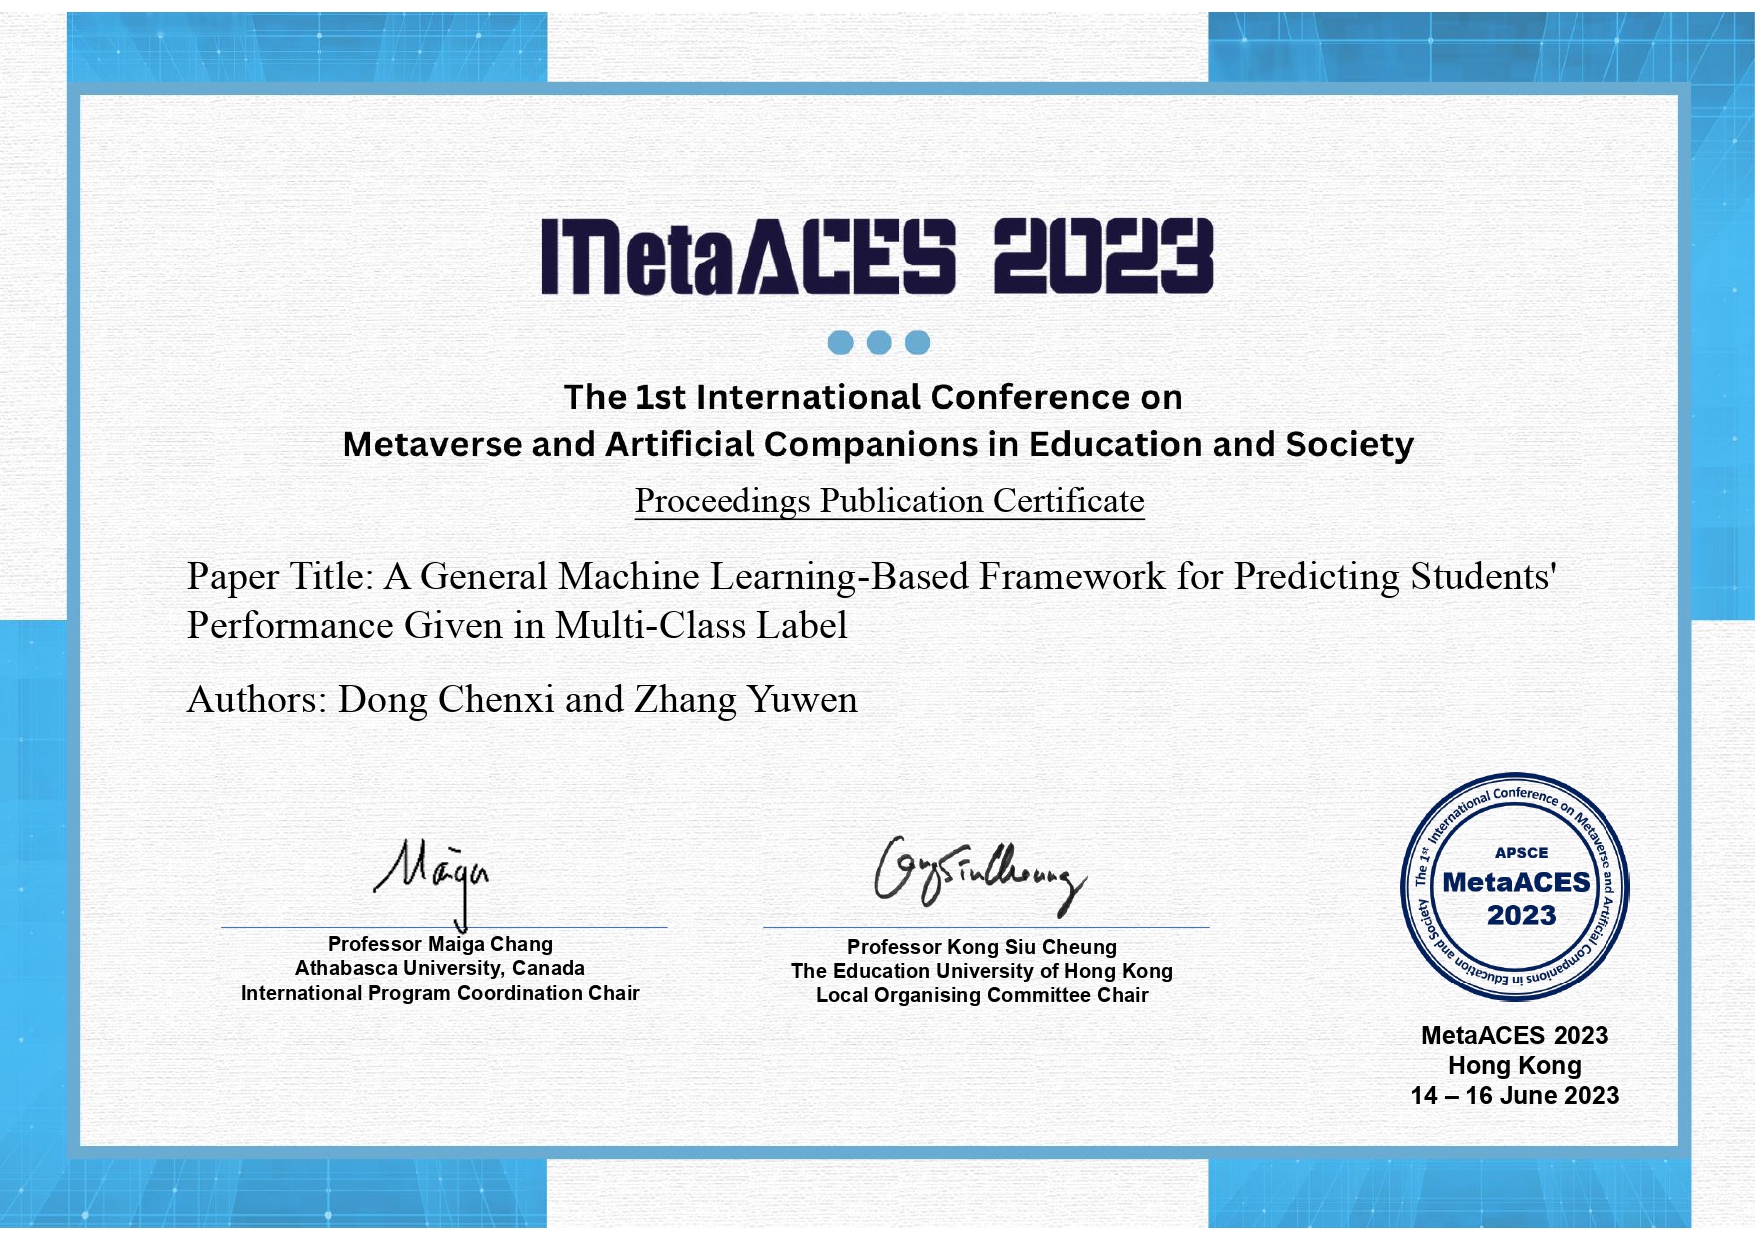 MetaACES 2023
The 1st International Conference on
Metaverse and Artificial Companions in Education and Society
Proceedings Publication Certificate
Paper Title: A General Machine Learning-Based Framework for Predicting Students'
Performance Given in Multi-Class Label
Authors: Dong Chenxi and Zhang Yuwen
Maiga
Kong Siu Cheung
Professor Maiga Chang
Athabasca University, Canada
International Program Coordination Chair
Professor Kong Siu Cheung
The Education University of Hong Kong
Local Organising Committee Chair
The 1st International Conference on Metaverse and Artificial Companions in Education and Society
APSCE
MetaACES
2023
MetaACES 2023
Hong Kong
14 – 16 June 2023